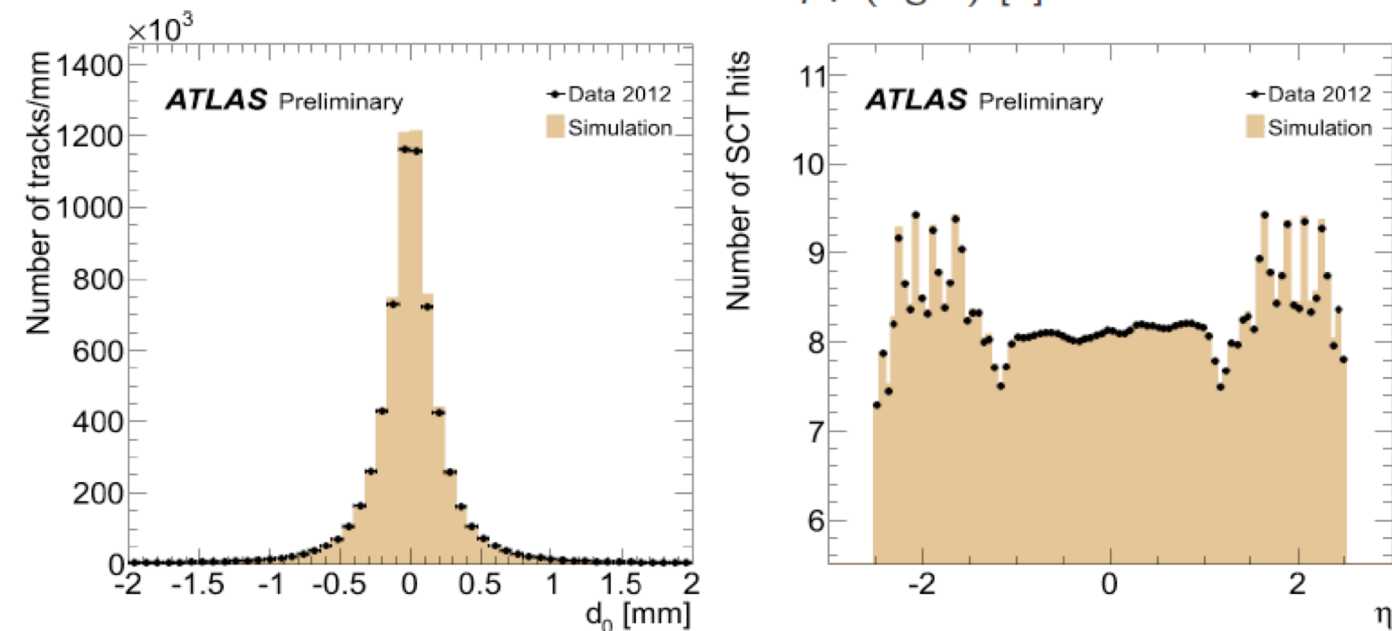 ×10³
Number of tracks/mm
1400
1200
1000
800
600
400
200
0
ATLAS Preliminary
Data 2012
Simulation
-2 -1.5 -1 -0.5 0 0.5 1 1.5 2
d₀ [mm]
Number of SCT hits
11
10
9
8
7
6
ATLAS Preliminary
Data 2012
Simulation
-2 0 2
η